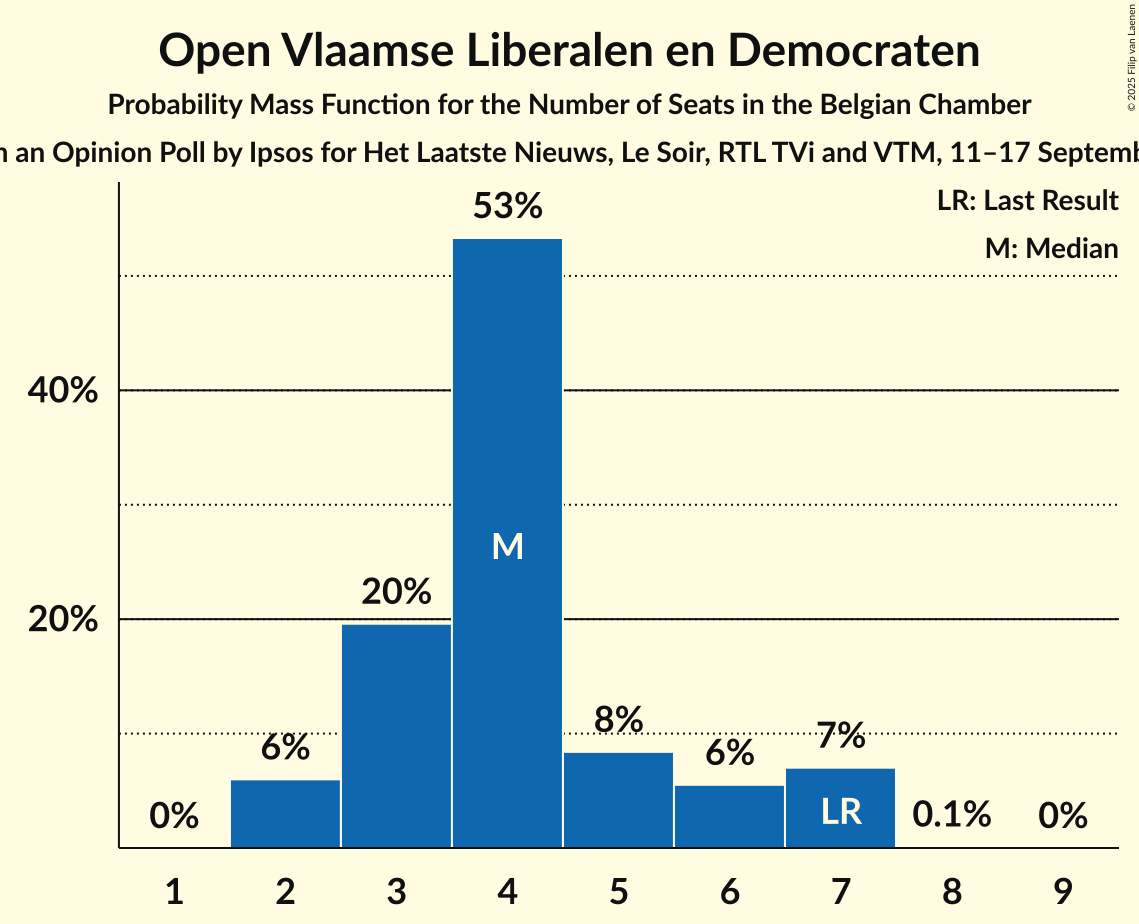 Open Vlaamse Liberalen en Democraten
Probability Mass Function for the Number of Seats in the Belgian Chamber
an Opinion Poll by Ipsos for Het Laatste Nieuws, Le Soir, RTL TVi and VTM, 11–17
© 2025 Filip van Laenen
LR: Last Result
M: Median
53%
40%
M
20%
20%
8%
7%
6%
6%
LR
0%
0.1%
0%
1 2 3 4 5 6 7 8 9